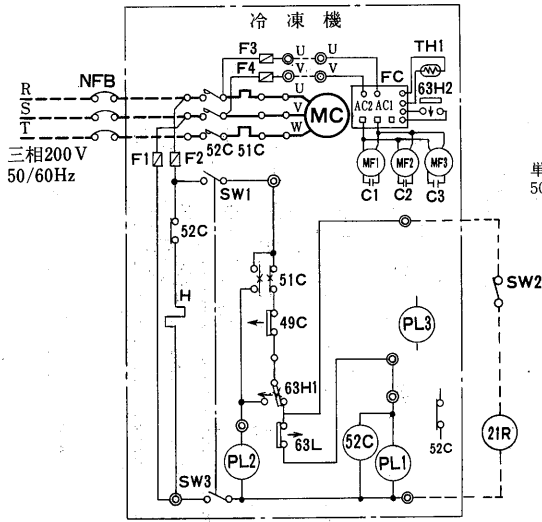 冷凍機
F3 U U
F4 V V
FC
TH1
63H2
NFB
R
S
T
U
V
W
MC
AC2 AC1
52C 51C
三相200V
50/60Hz
F1 F2
MF1 MF2 MF3
C1 C2 C3
SW1
52C
51C
49C
H
63H1
63L
SW2
PL3
52C
PL2
PL1
52C
21R
SW3